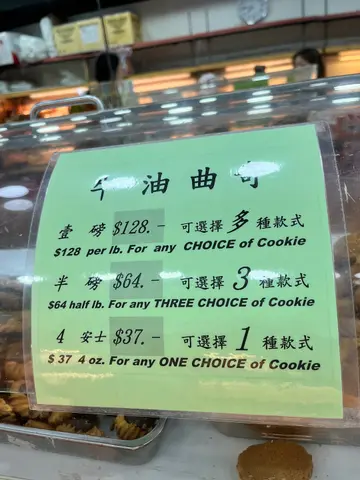 牛油曲奇
壹磅 $128.- 可選擇多種款式
$128 per lb. For any CHOICE of Cookie
半磅 $64.- 可選擇3種款式
$64 half lb. For any THREE CHOICE of Cookie
4 安士 $37.- 可選擇1種款式
$ 37 4 oz. For any ONE CHOICE of Cookie